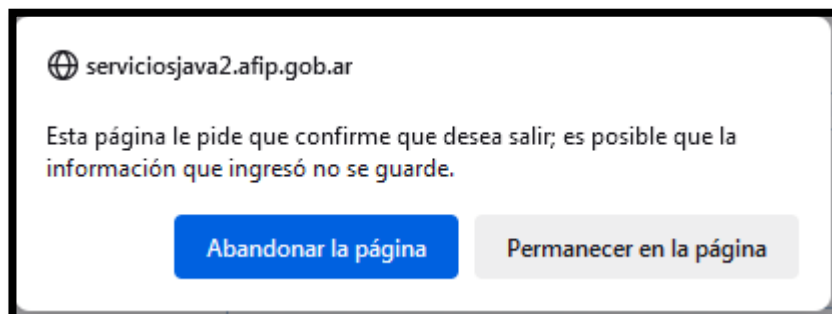 serviciosjava2.afip.gob.ar
Esta página le pide que confirme que desea salir; es posible que la
información que ingresó no se guarde.
Abandonar la página
Permanecer en la página